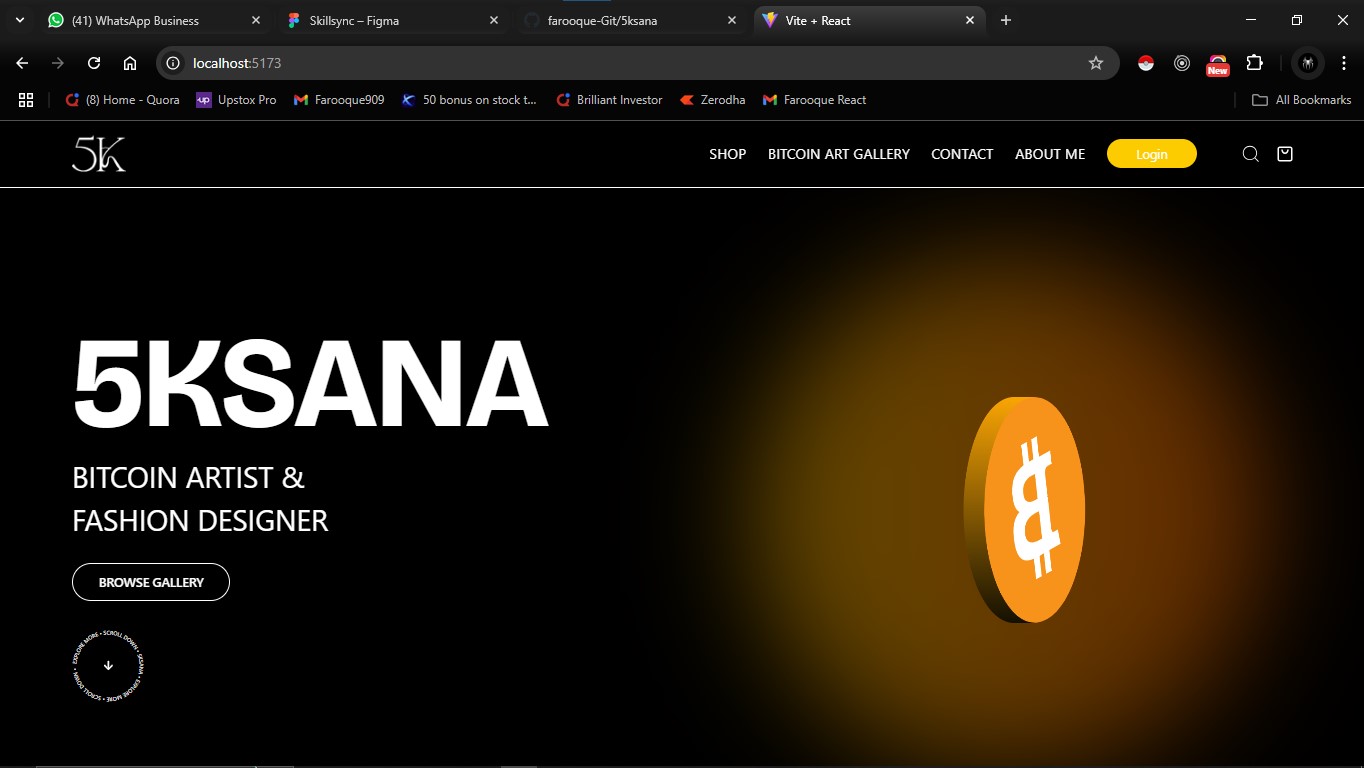 (41) WhatsApp Business
Skillsync – Figma
farooque-Git/5ksana
Vite + React
localhost:5173
New
(8) Home - Quora
up
Upstox Pro
Farooque909
50 bonus on stock t...
Brilliant Investor
Zerodha
Farooque React
All Bookmarks
5K
SHOP
BITCOIN ART GALLERY
CONTACT
ABOUT ME
Login
5KSANA
BITCOIN ARTIST &
FASHION DESIGNER
BROWSE GALLERY
EXPLORE MORE • SCROLL DOWN • 5KSANA • EXPLORE MORE • SCROLL DOWN •